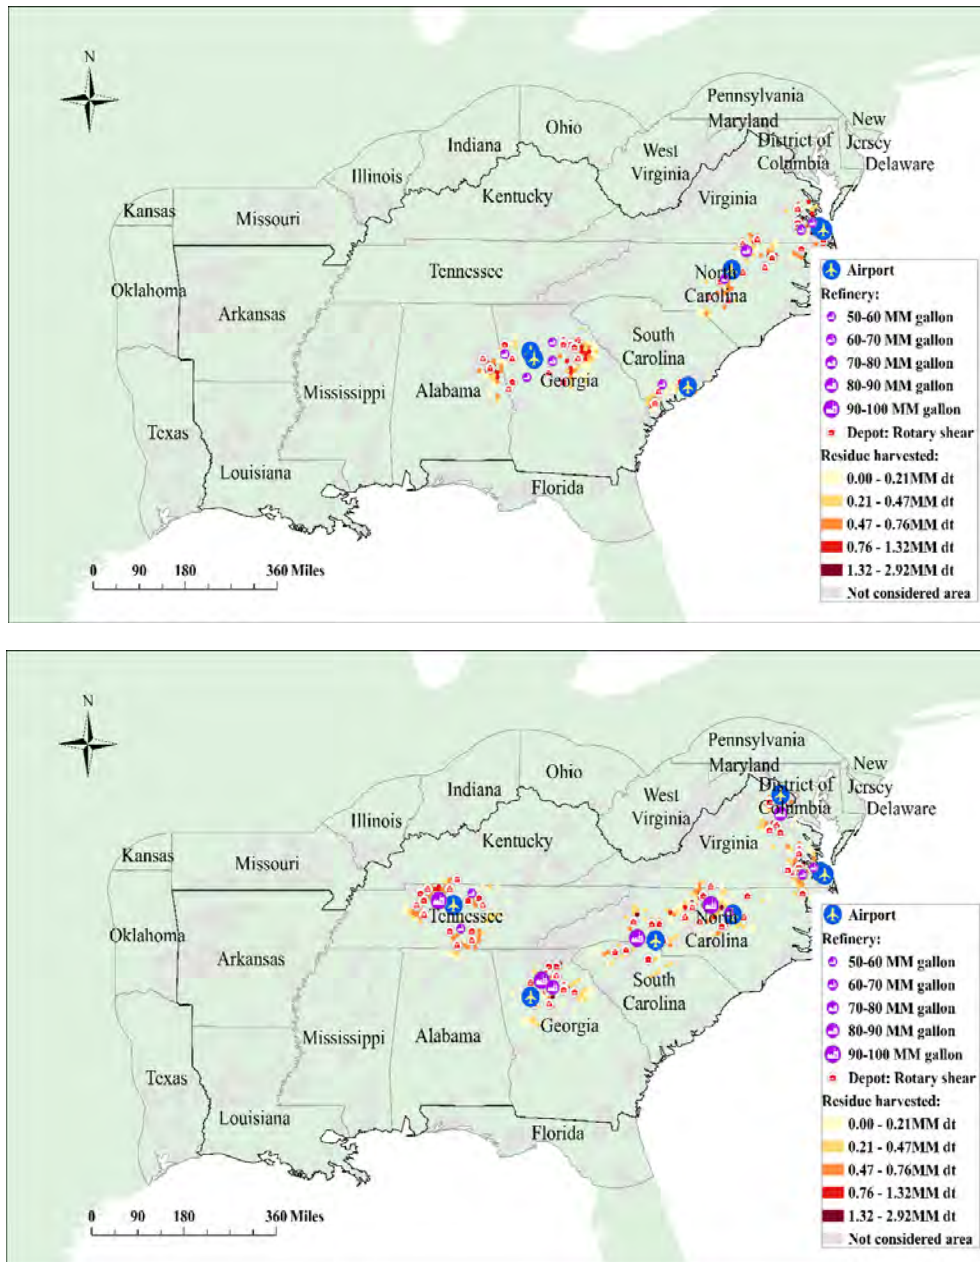 N
Pennsylvania
Maryland
New
Jersey
Delaware
District of
Columbia
Ohio
West
Virginia
Indiana
Illinois
Virginia
Kentucky
Kansas
Missouri
Tennessee
North
Carolina
Oklahoma
Arkansas
South
Carolina
Mississippi
Alabama
Georgia
Texas
Louisiana
Florida
0 90 180 360 Miles
Airport
Refinery:
50-60 MM gallon
60-70 MM gallon
70-80 MM gallon
80-90 MM gallon
90-100 MM gallon
Depot: Rotary shear
Residue harvested:
0.00 - 0.21MM dt
0.21 - 0.47MM dt
0.47 - 0.76MM dt
0.76 - 1.32MM dt
1.32 - 2.92MM dt
Not considered area
N
Pennsylvania
Maryland
New
Jersey
Delaware
District of
Columbia
Ohio
West
Virginia
Indiana
Illinois
Virginia
Kentucky
Kansas
Missouri
Tennessee
North
Carolina
Oklahoma
Arkansas
South
Carolina
Mississippi
Alabama
Georgia
Texas
Louisiana
Florida
0 90 180 360 Miles
Airport
Refinery:
50-60 MM gallon
60-70 MM gallon
70-80 MM gallon
80-90 MM gallon
90-100 MM gallon
Depot: Rotary shear
Residue harvested:
0.00 - 0.21MM dt
0.21 - 0.47MM dt
0.47 - 0.76MM dt
0.76 - 1.32MM dt
1.32 - 2.92MM dt
Not considered area